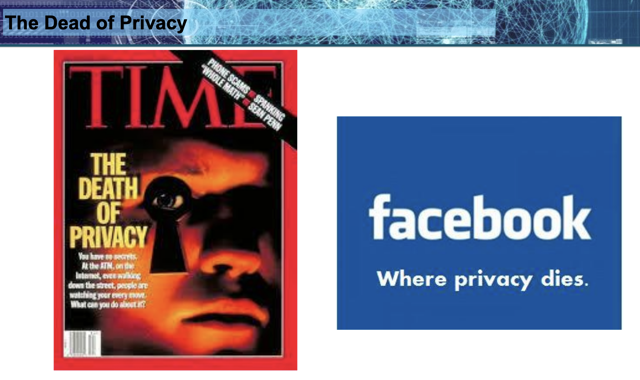 The Dead of Privacy
TIME
PHONE SCAMS ■ SPANKING
"WHOLE MATH" ■ SEAN PENN
THE
DEATH
OF
PRIVACY
You have no secrets.
At the ATM, on the
Internet, even walking
down the street, people are
watching your every move.
What can you do about it?
facebook
Where privacy dies.